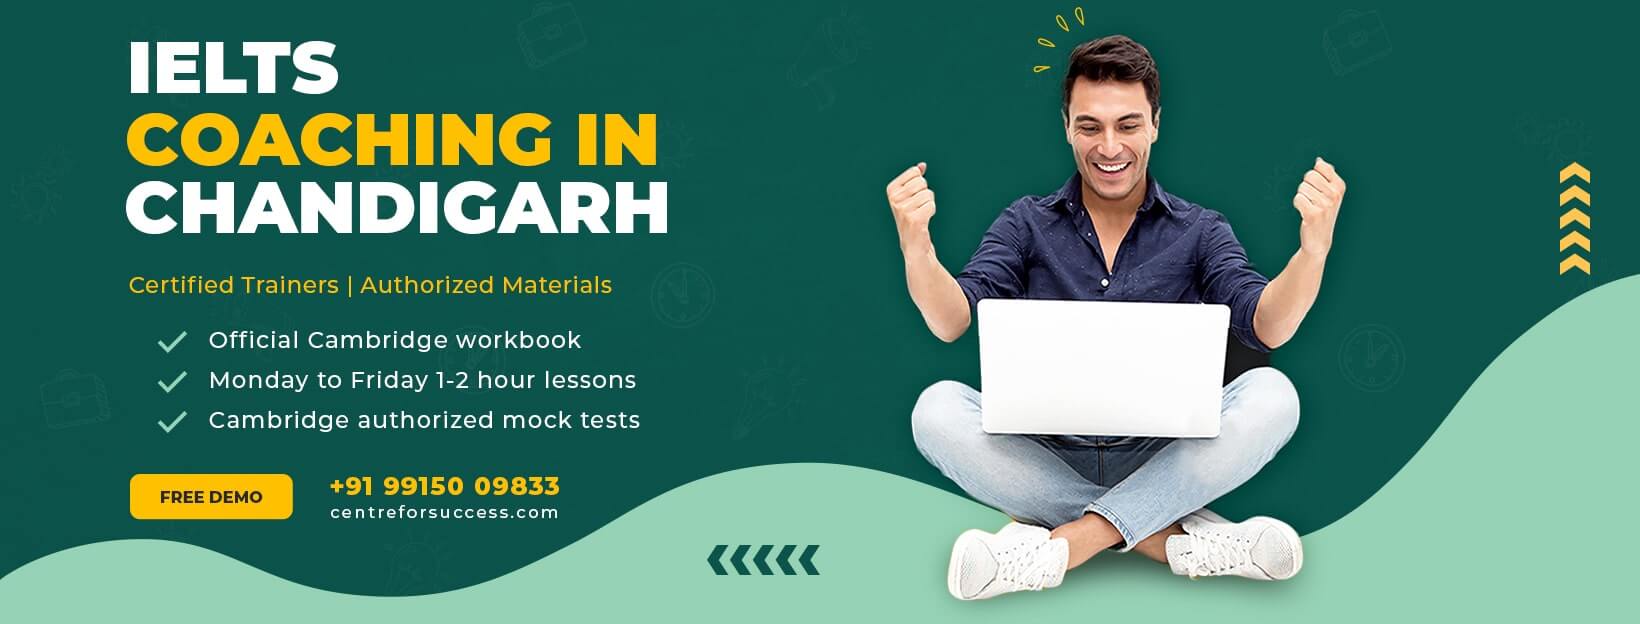 IELTS
COACHING IN
CHANDIGARH
Certified Trainers | Authorized Materials
Official Cambridge workbook
Monday to Friday 1-2 hour lessons
Cambridge authorized mock tests
FREE DEMO
+91 99150 09833
centreforsuccess.com